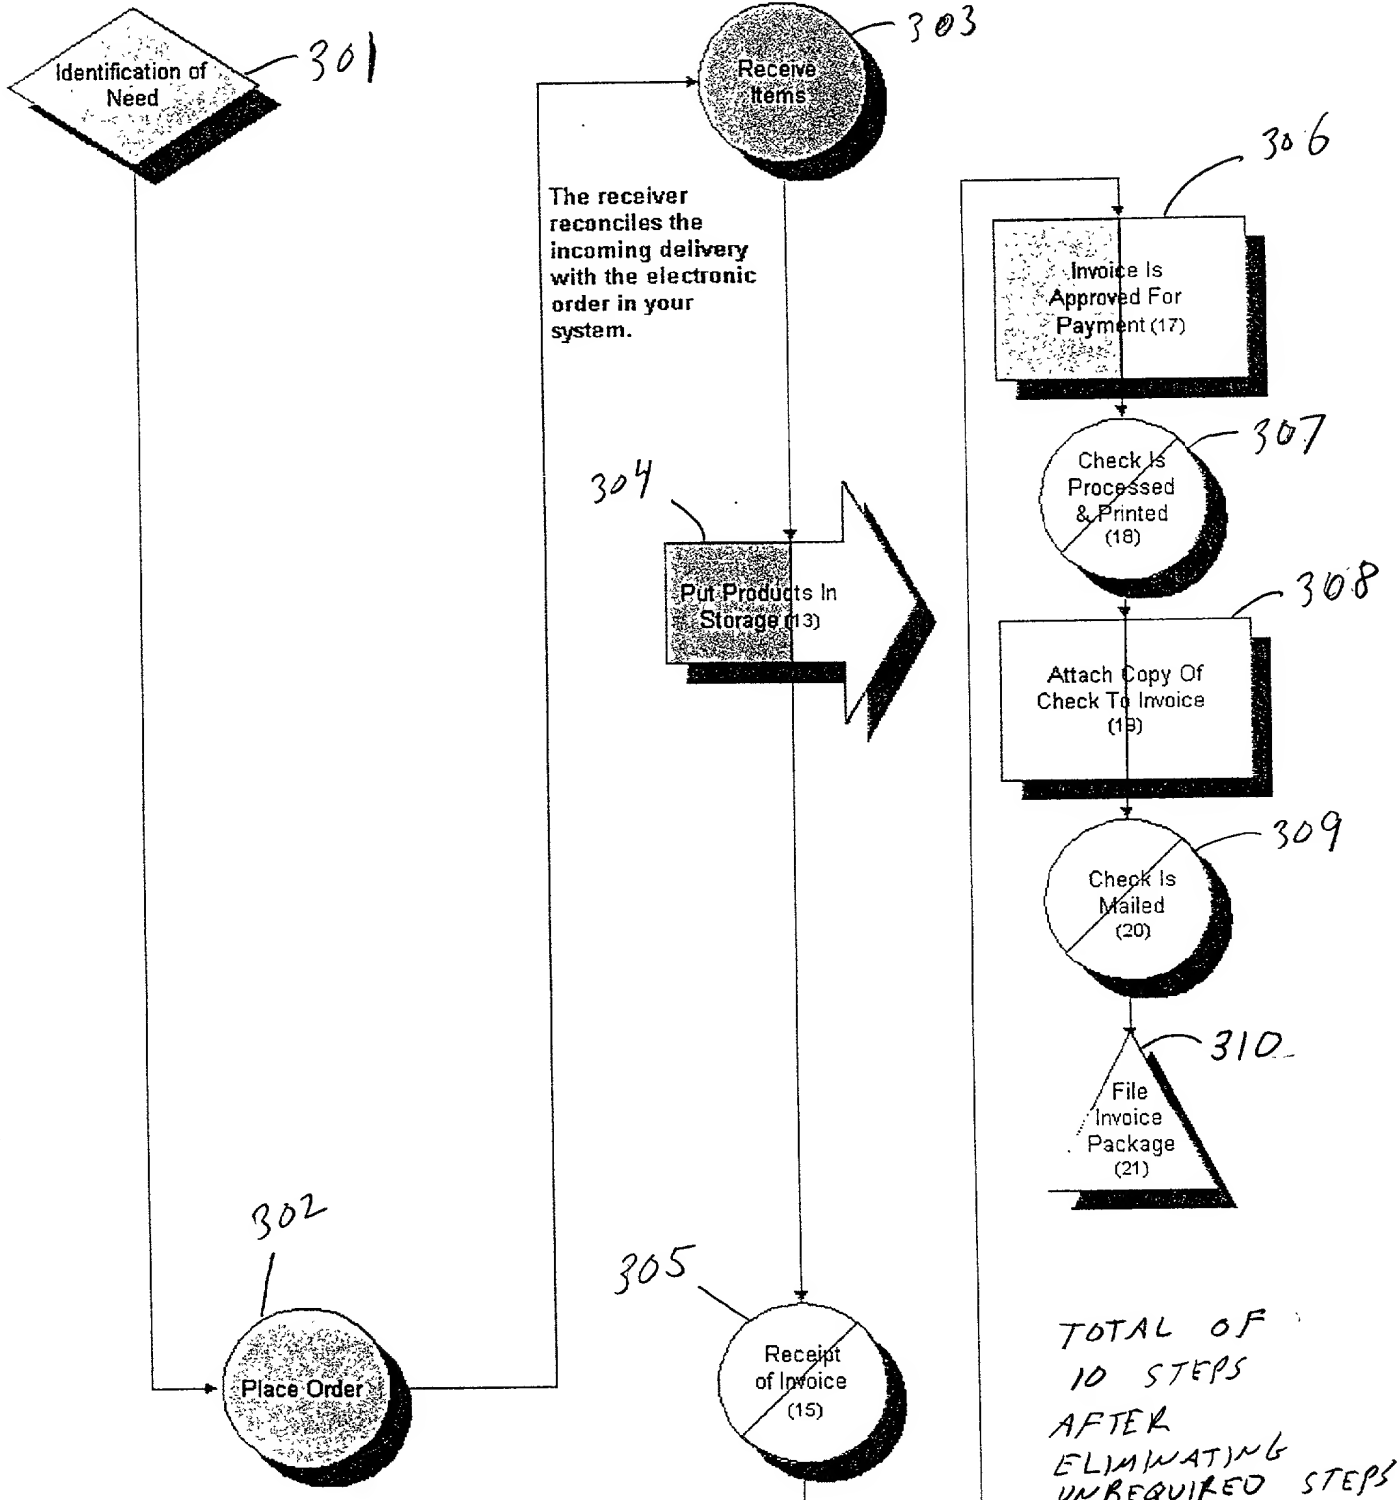 Identification of
Need
301
302
Place Order
303
Receive
Items
The receiver
reconciles the
incoming delivery
with the electronic
order in your
system.
304
Put Products In
Storage (13)
305
Receipt
of Invoice
(15)
306
Invoice Is
Approved For
Payment (17)
307
Check Is
Processed
& Printed
(18)
308
Attach Copy Of
Check To Invoice
(19)
309
Check Is
Mailed
(20)
310
File
Invoice
Package
(21)
TOTAL OF
10 STEPS
AFTER
ELIMINATING
UNREQUIRED STEPS